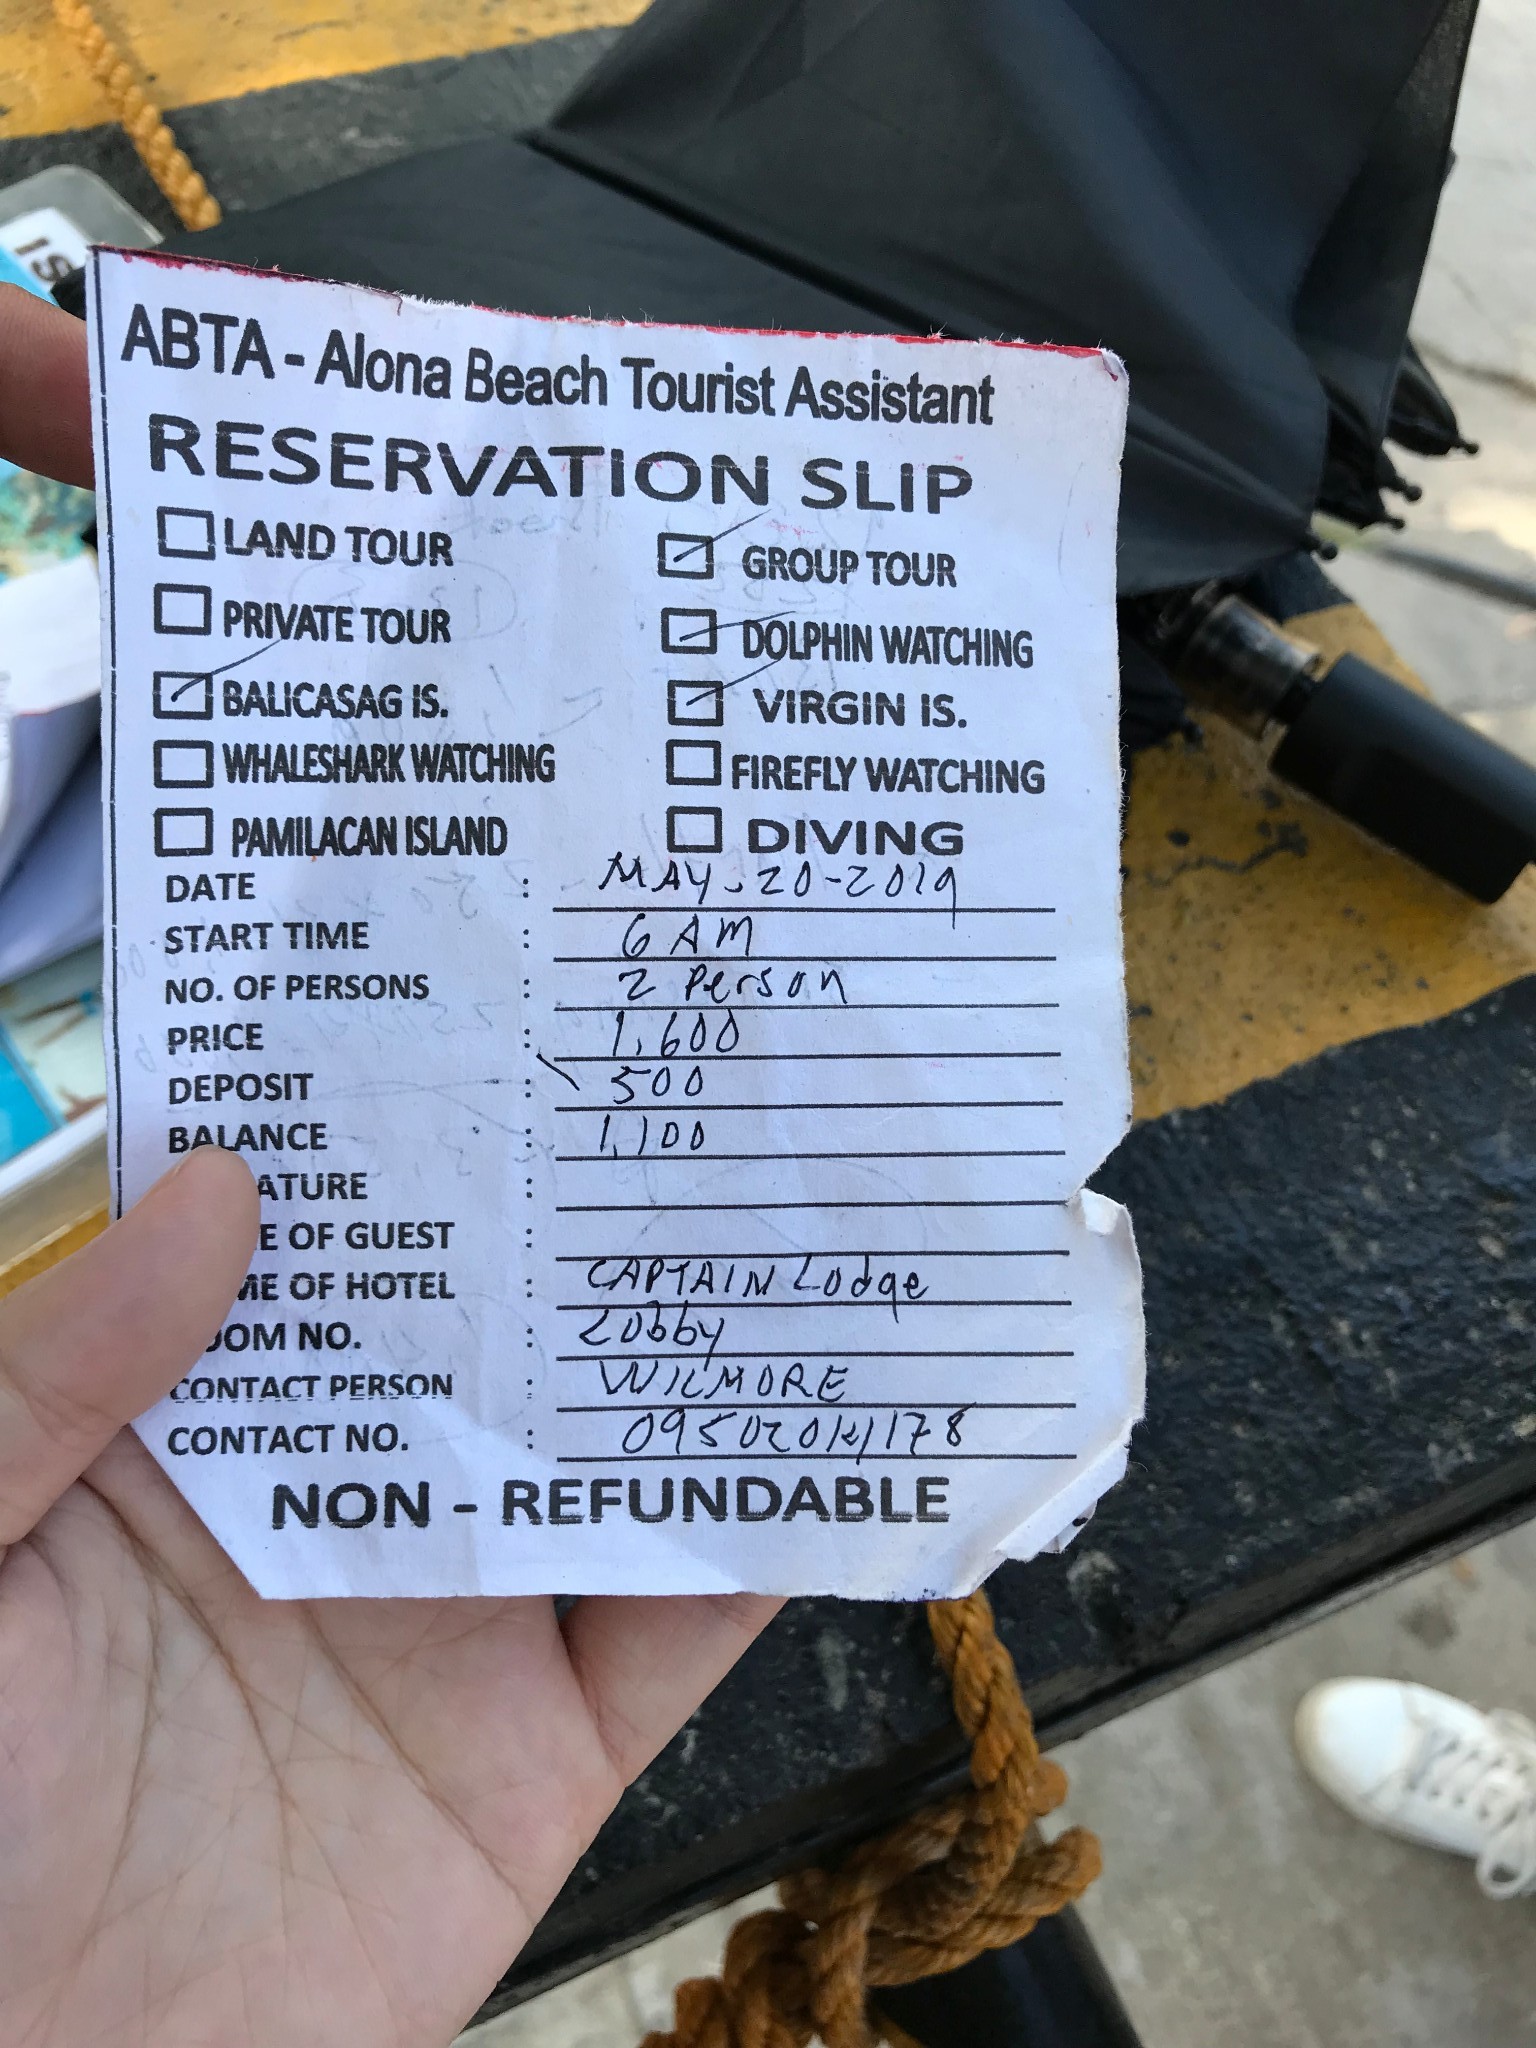 ABTA - Alona Beach Tourist Assistant
RESERVATION SLIP
LAND TOUR
GROUP TOUR
PRIVATE TOUR
DOLPHIN WATCHING
BALICASAG IS.
VIRGIN IS.
WHALESHARK WATCHING
FIREFLY WATCHING
PAMILACAN ISLAND
DIVING
DATE : MAY-20-2019
START TIME : 6 AM
NO. OF PERSONS : 2 Person
PRICE : 1,600
DEPOSIT : 500
BALANCE : 1,100
ATURE :
E OF GUEST :
ME OF HOTEL : CAPTAIN Lodge
OOM NO. : Lobby
CONTACT PERSON : WILMORE
CONTACT NO. :
NON - REFUNDABLE